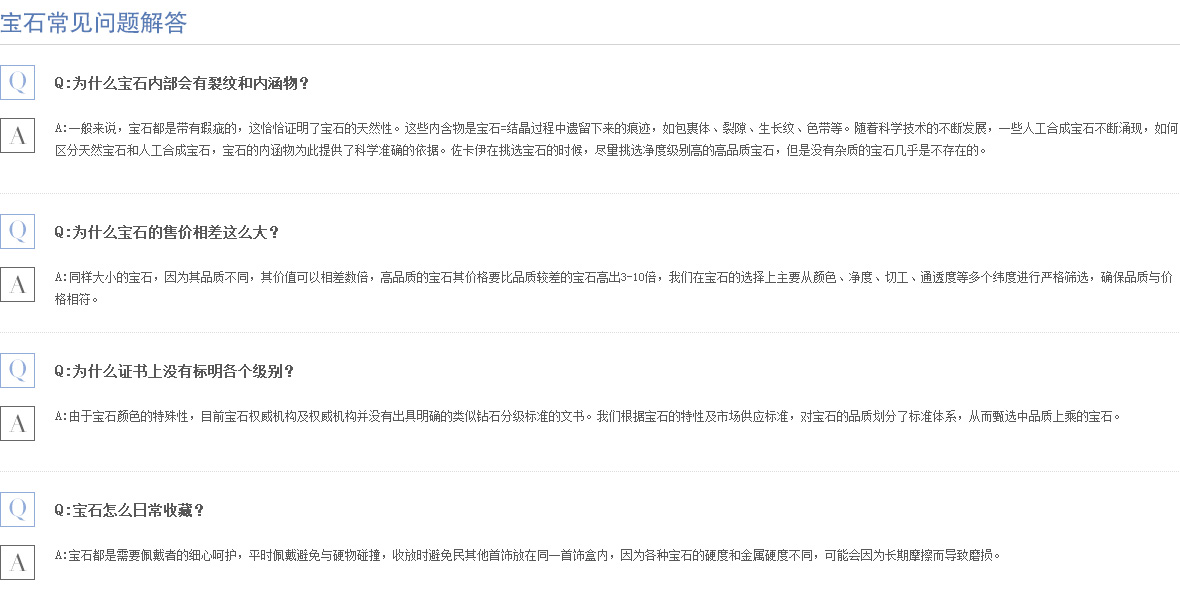 宝石常见问题解答
Q
Q:为什么宝石内部会有裂纹和内涵物？
A
A:一般来说，宝石都是带有瑕疵的，这恰恰证明了宝石的天然性。这些内含物是宝石=结晶过程中遗留下来的痕迹，如包裹体、裂隙、生长纹、色带等。随着科学技术的不断发展，一些人工合成宝石不断涌现，如何
区分天然宝石和人工合成宝石，宝石的内涵物为此提供了科学准确的依据。佐卡伊在挑选宝石的时候，尽量挑选净度级别高的高品质宝石，但是没有杂质的宝石几乎是不存在的。
Q
Q:为什么宝石的售价相差这么大？
A
A:同样大小的宝石，因为其品质不同，其价值可以相差数倍，高品质的宝石其价格要比品质较差的宝石高出3-10倍，我们在宝石的选择上主要从颜色、净度、切工、通透度等多个纬度进行严格筛选，确保品质与价
格相符。
Q
Q:为什么证书上没有标明各个级别？
A
A:由于宝石颜色的特殊性，目前宝石权威机构及权威机构并没有出具明确的类似钻石分级标准的文书。我们根据宝石的特性及市场供应标准，对宝石的品质划分了标准体系，从而甄选中品质上乘的宝石。
Q
Q:宝石怎么日常收藏？
A
A:宝石都是需要佩戴者的细心呵护，平时佩戴避免与硬物碰撞，收放时避免民其他首饰放在同一首饰盒内，因为各种宝石的硬度和金属硬度不同，可能会因为长期摩擦而导致磨损。